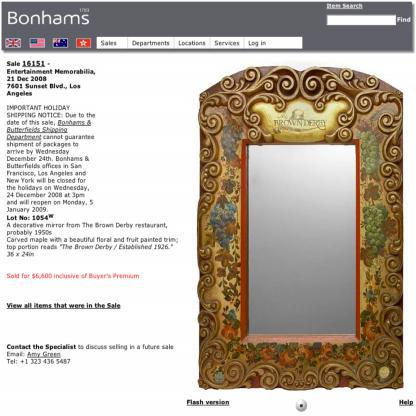 Bonhams
1793
Item Search
Find
Sales
Departments
Locations
Services
Log in
Sale 16151 -
Entertainment Memorabilia,
21 Dec 2008
7601 Sunset Blvd., Los
Angeles
IMPORTANT HOLIDAY
SHIPPING NOTICE: Due to the
date of this sale, Bonhams &
Butterfields Shipping
Department cannot guarantee
shipment of packages to
arrive by Wednesday
December 24th. Bonhams &
Butterfields offices in San
Francisco, Los Angeles and
New York will be closed for
the holidays on Wednesday,
24 December 2008 at 3pm
and will reopen on Monday, 5
January 2009.
Lot No: 1054W
A decorative mirror from The Brown Derby restaurant,
probably 1950s
Carved maple with a beautiful floral and fruit painted trim;
top portion reads "The Brown Derby / Established 1926."
36 x 24in
Sold for $6,600 inclusive of Buyer's Premium
View all items that were in the Sale
Contact the Specialist to discuss selling in a future sale
Email: Amy Green
Tel: +1 323 436 5487
BROWN DERBY
Flash version
Help